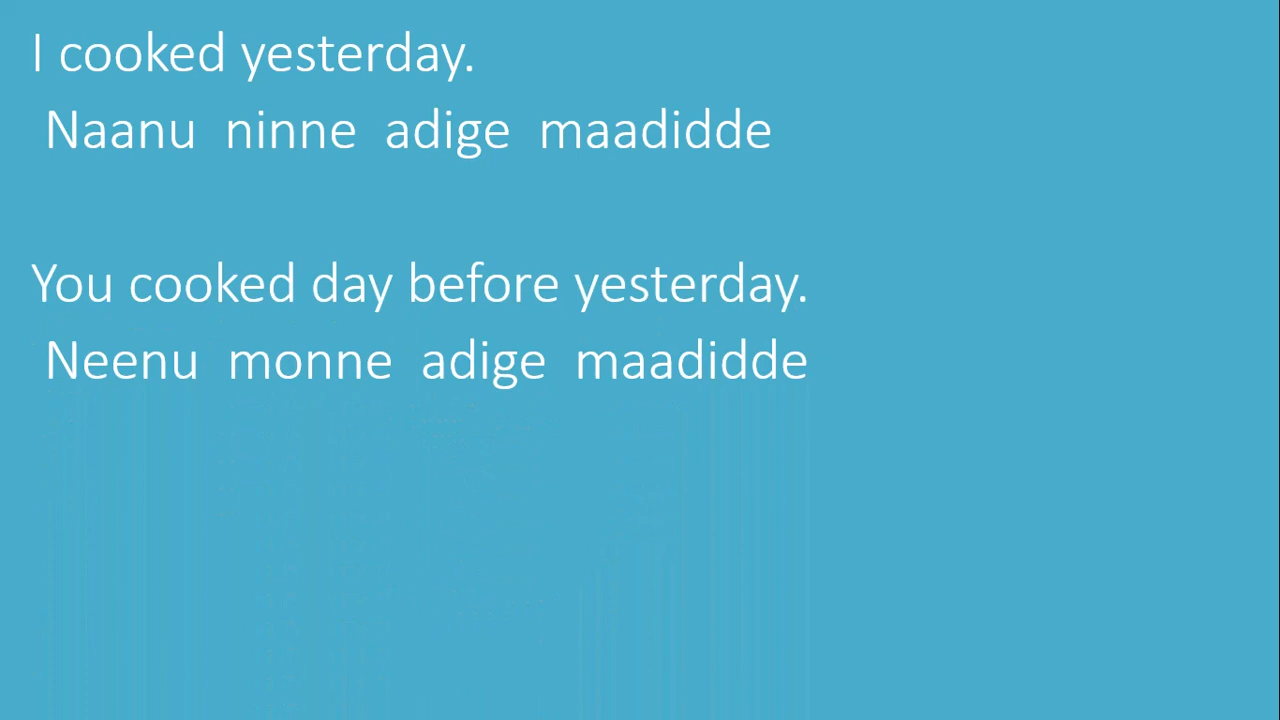 I cooked yesterday.
Naanu ninne adige maadidde
You cooked day before yesterday.
Neenu monne adige maadidde